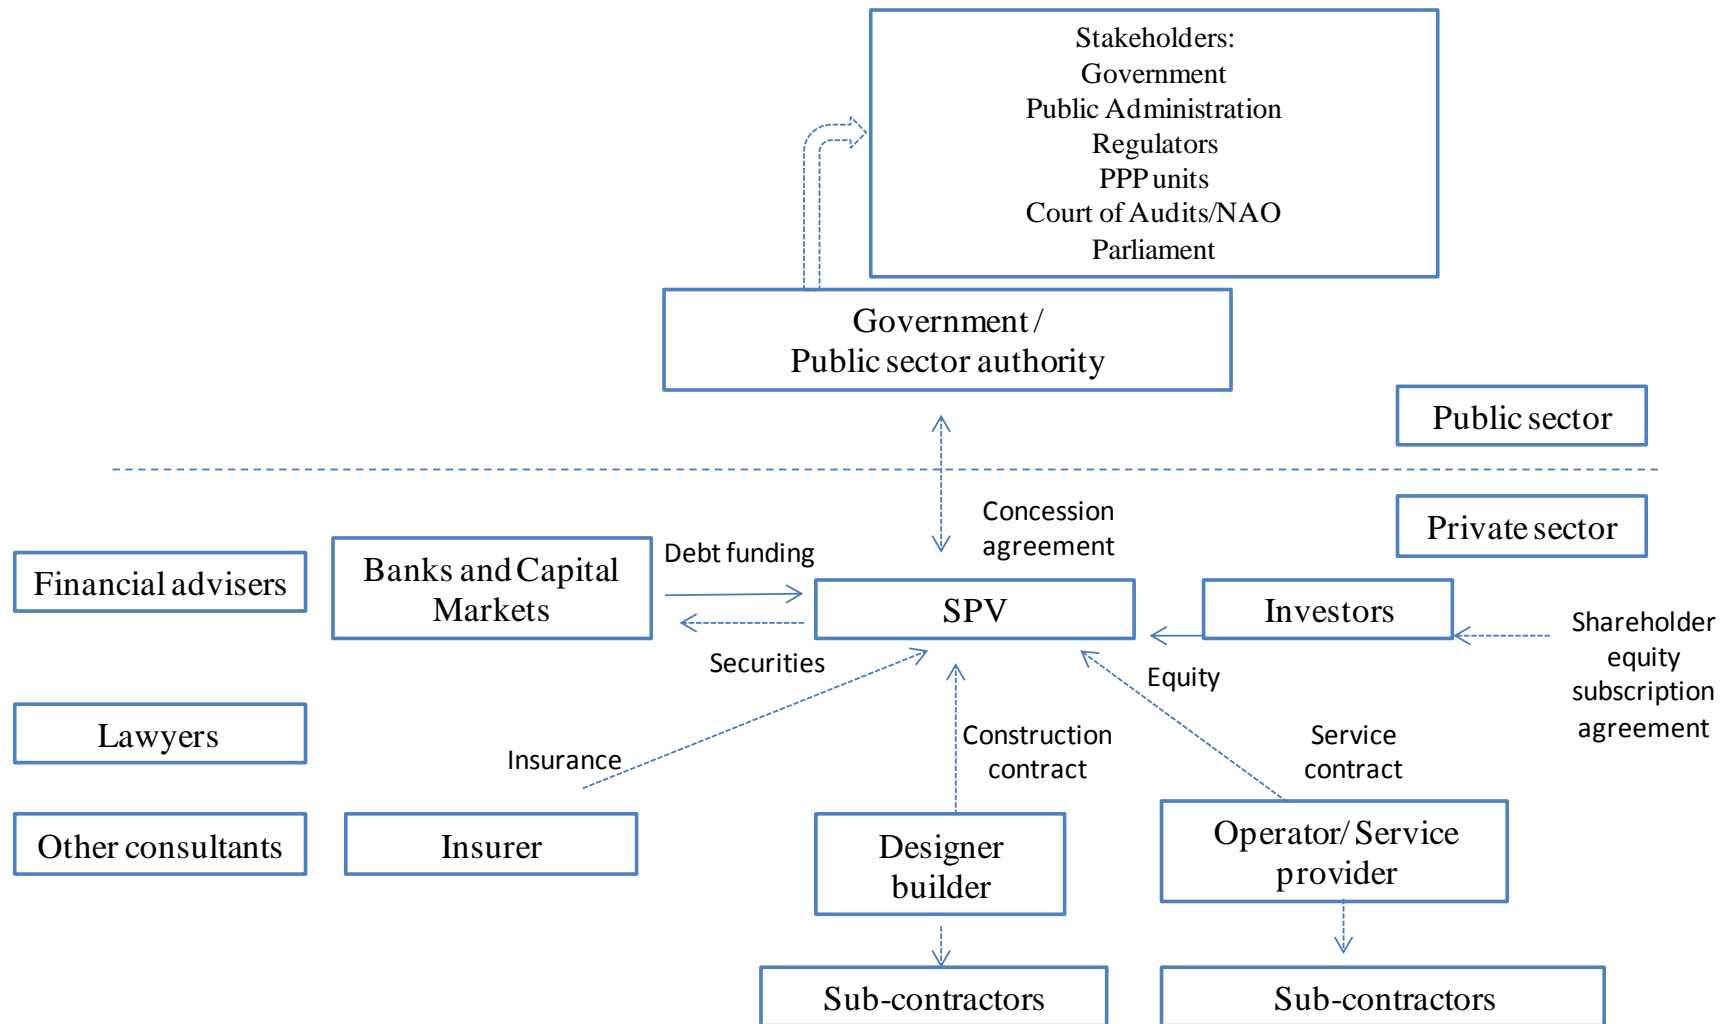 Stakeholders:
Government
Public Administration
Regulators
PPP units
Court of Audits/NAO
Parliament
Government /
Public sector authority
Public sector
Concession
agreement
Private sector
Financial advisers
Banks and Capital
Markets
Debt funding
SPV
Investors
Shareholder
equity
subscription
agreement
Securities
Equity
Lawyers
Insurance
Construction
contract
Service
contract
Other consultants
Insurer
Designer
builder
Operator/ Service
provider
Sub-contractors
Sub-contractors